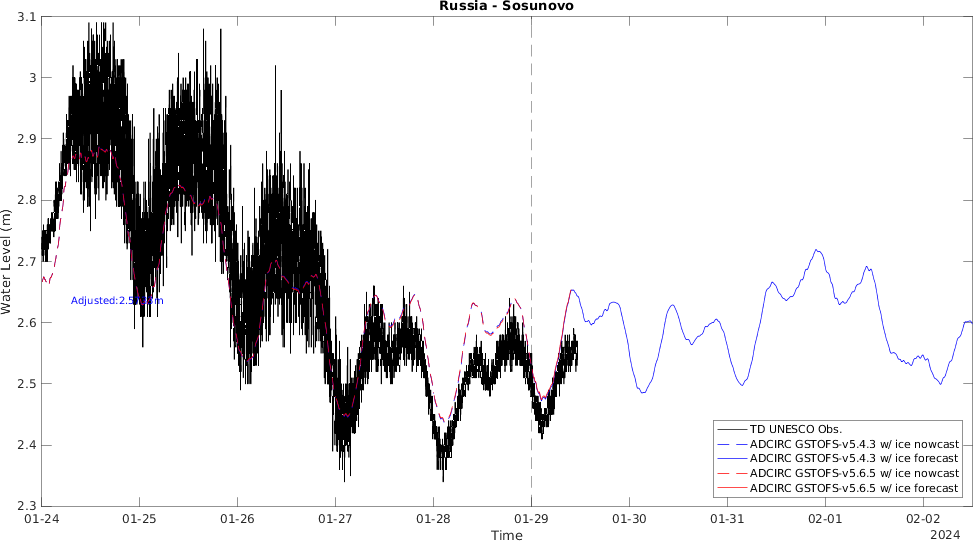 Russia - Sosunovo
3.1
3
2.9
2.8
2.7
2.6
2.5
2.4
2.3
Water Level (m)
01-24 01-25 01-26 01-27 01-28 01-29 01-30 01-31 02-01 02-02
Time
2024
TD UNESCO Obs.
ADCIRC GSTOFS-v5.4.3 w/ ice nowcast
ADCIRC GSTOFS-v5.4.3 w/ ice forecast
ADCIRC GSTOFS-v5.6.5 w/ ice nowcast
ADCIRC GSTOFS-v5.6.5 w/ ice forecast